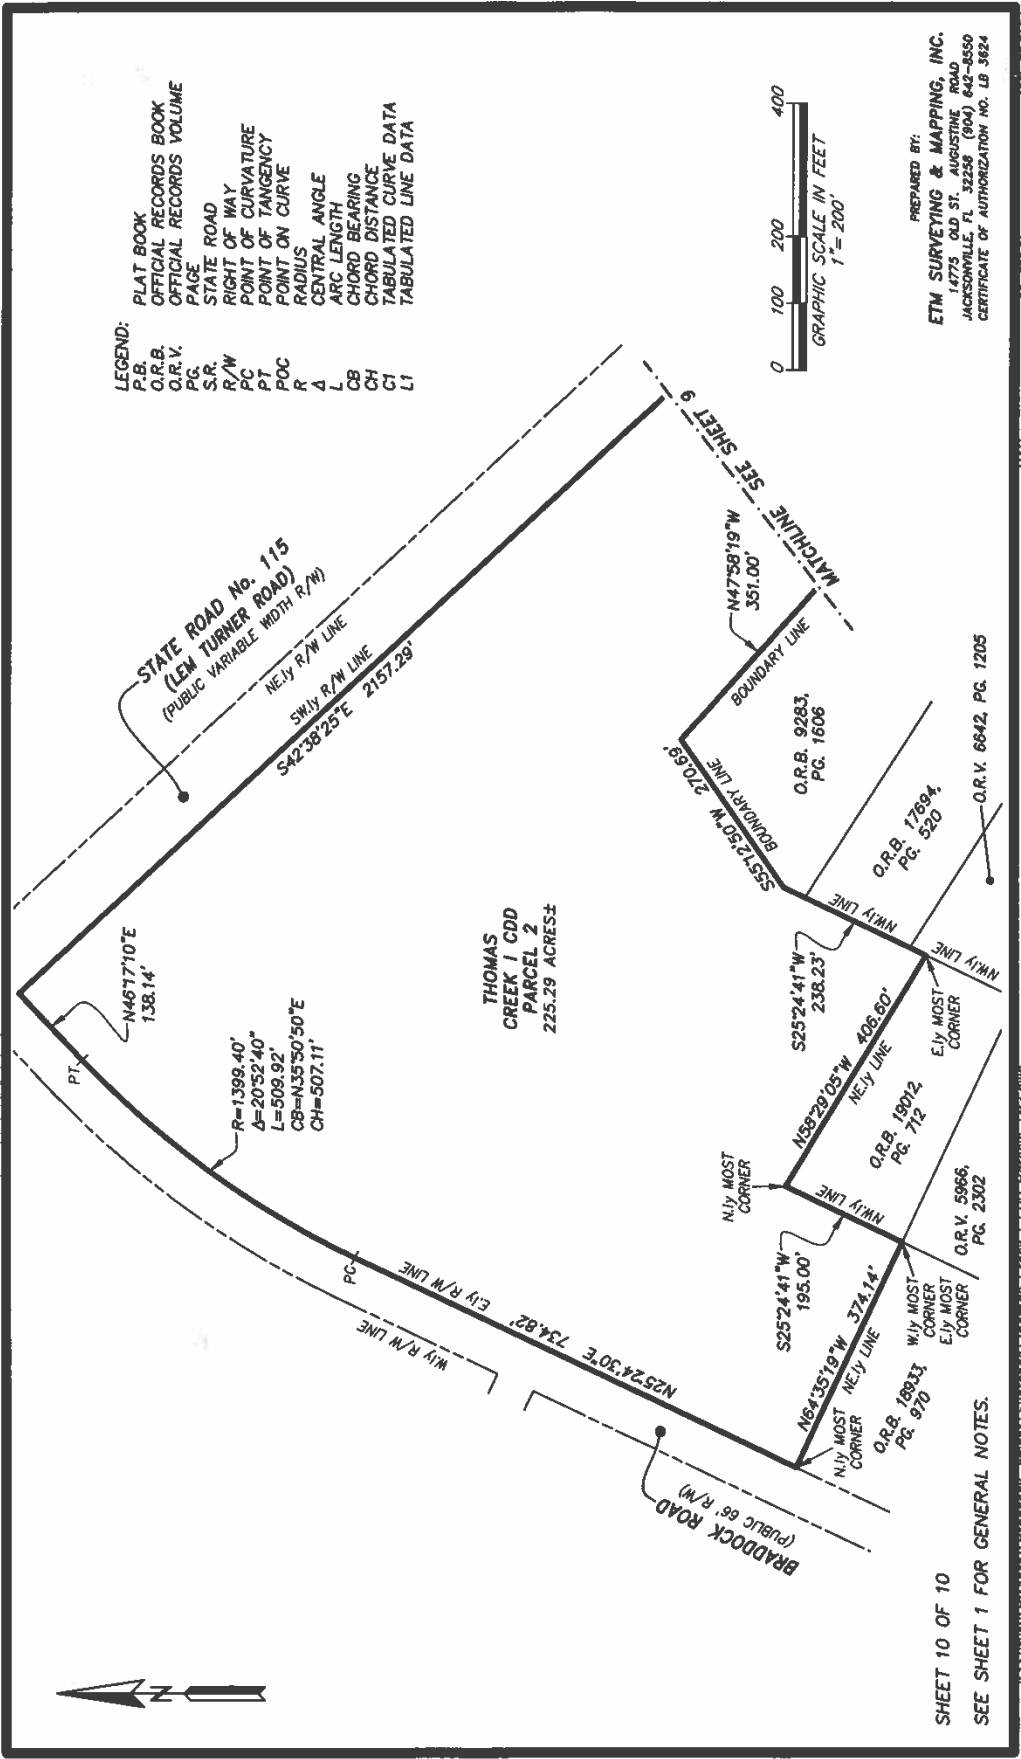 LEGEND:
P.B. PLAT BOOK
O.R.B. OFFICIAL RECORDS BOOK
O.R.V. OFFICIAL RECORDS VOLUME
PG. PAGE
S.R. STATE ROAD
R/W RIGHT OF WAY
PC POINT OF CURVATURE
PT POINT OF TANGENCY
POC POINT ON CURVE
R RADIUS
Δ CENTRAL ANGLE
L ARC LENGTH
CB CHORD BEARING
CH CHORD DISTANCE
C1 TABULATED CURVE DATA
L1 TABULATED LINE DATA
STATE ROAD No. 115
(LEM TURNER ROAD)
(PUBLIC VARIABLE WIDTH R/W)
NE.ly R/W LINE
SW.ly R/W LINE
S42°38'25"E 2157.29'
N46°17'10"E
138.14'
PT
R=1399.40'
Δ=20°52'40"
L=509.92'
CB=N35°50'50"E
CH=507.11'
PC
W.ly R/W LINE
E.ly R/W LINE
N25°24'30"E 734.82'
BRADDOCK ROAD
(PUBLIC 66' R/W)
THOMAS
CREEK I CDD
PARCEL 2
225.29 ACRES±
MATCHLINE SEE SHEET 9
N47°58'19"W
351.00'
BOUNDARY LINE
S55°12'50"W 270.69'
BOUNDARY LINE
O.R.B. 9283,
PG. 1606
S25°24'41"W
238.23'
NW.ly LINE
O.R.B. 17694,
PG. 520
NW.ly LINE
NW.ly LINE
O.R.V. 6642, PG. 1205
E.ly MOST
CORNER
N58°29'05"W 406.60'
NE.ly LINE
N.ly MOST
CORNER
O.R.B. 19012,
PG. 712
S25°24'41"W
195.00'
NW.ly LINE
O.R.V. 5966,
PG. 2302
W.ly MOST
CORNER
E.ly MOST
CORNER
N64°35'19"W 374.14'
NE.ly LINE
N.ly MOST
CORNER
O.R.B. 18933,
PG. 970
0 100 200 400
GRAPHIC SCALE IN FEET
1"= 200'
N
SHEET 10 OF 10
SEE SHEET 1 FOR GENERAL NOTES.
PREPARED BY:
ETM SURVEYING & MAPPING, INC.
14775 OLD ST. AUGUSTINE ROAD
JACKSONVILLE, FL 32258 (904) 642-8550
CERTIFICATE OF AUTHORIZATION NO. LB 3624